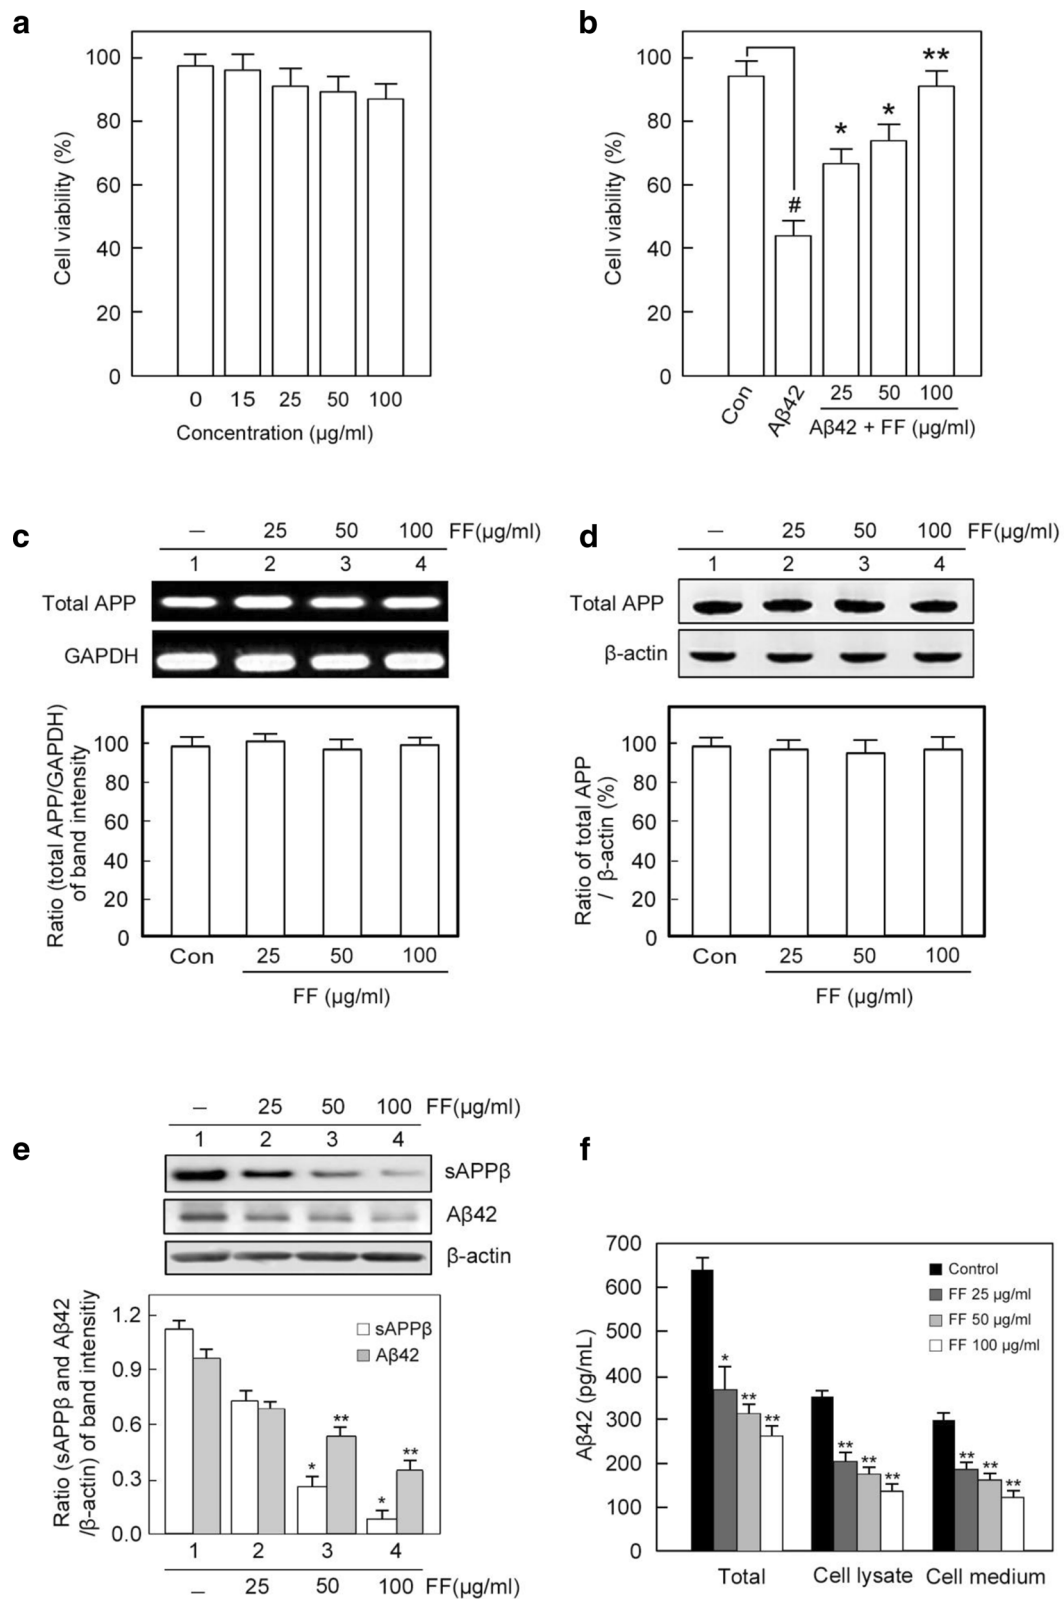 a
100
80
60
40
20
0
Cell viability (%)
0 15 25 50 100
Concentration (µg/ml)
b
100
80
60
40
20
0
Cell viability (%)
#
*
*
**
Con Aβ42 25 50 100
Aβ42 + FF (µg/ml)
c
– 25 50 100 FF(µg/ml)
1 2 3 4
Total APP
GAPDH
Ratio (total APP/GAPDH)
of band intensity
100
80
60
40
20
0
Con 25 50 100
FF (µg/ml)
d
– 25 50 100 FF(µg/ml)
1 2 3 4
Total APP
β-actin
Ratio of total APP
/ β-actin (%)
100
80
60
40
20
0
Con 25 50 100
FF (µg/ml)
e
– 25 50 100 FF(µg/ml)
1 2 3 4
sAPPβ
Aβ42
β-actin
Ratio (sAPPβ and Aβ42
/β-actin) of band intensitiy
1.2
0.9
0.6
0.3
0.0
sAPPβ
Aβ42
* ** * **
1 2 3 4
– 25 50 100 FF(µg/ml)
f
700
600
500
400
300
200
100
0
Aβ42 (pg/mL)
Control
FF 25 µg/ml
FF 50 µg/ml
FF 100 µg/ml
* ** ** ** ** ** ** ** **
Total Cell lysate Cell medium